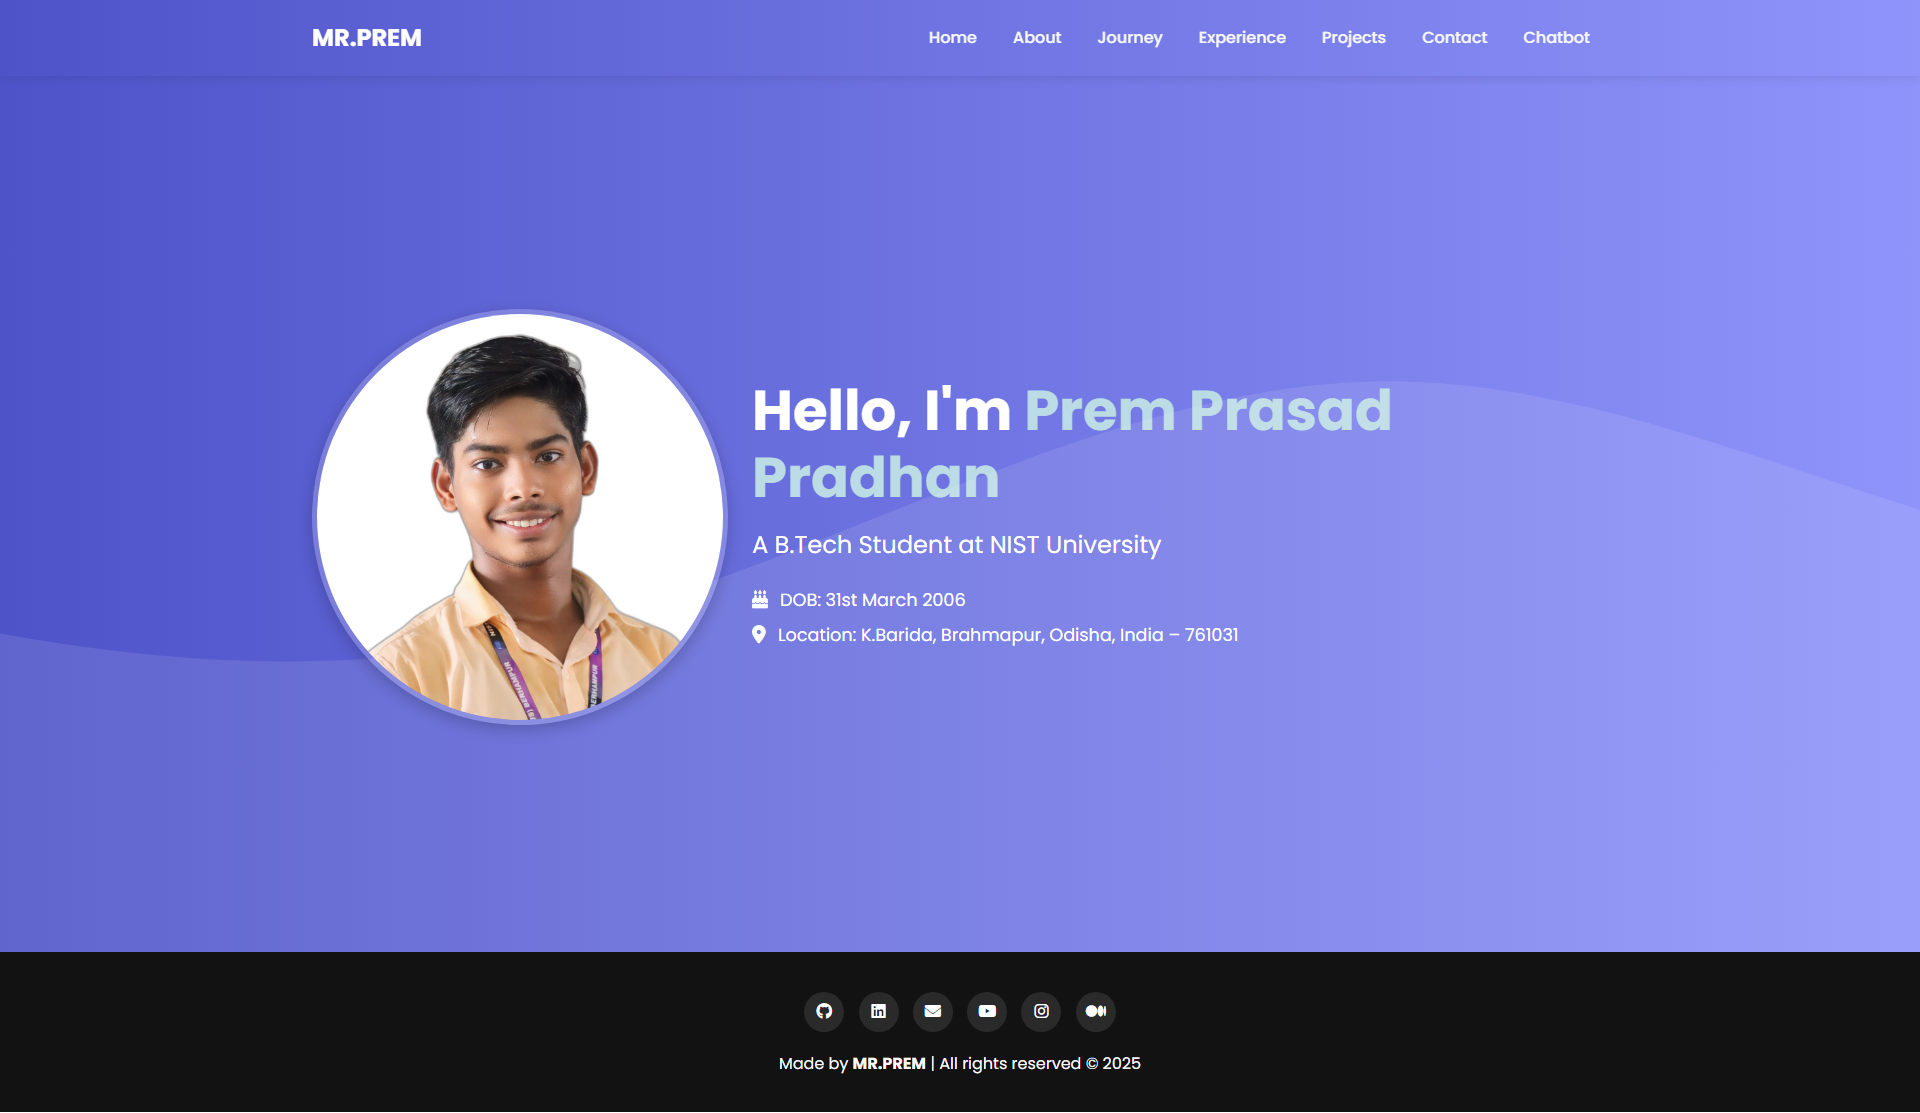 MR.PREM
Home About Journey Experience Projects Contact Chatbot
Hello, I'm Prem Prasad
Pradhan
A B.Tech Student at NIST University
DOB: 31st March 2006
Location: K.Barida, Brahmapur, Odisha, India – 761031
BERHAMPUR
Made by MR.PREM | All rights reserved © 2025